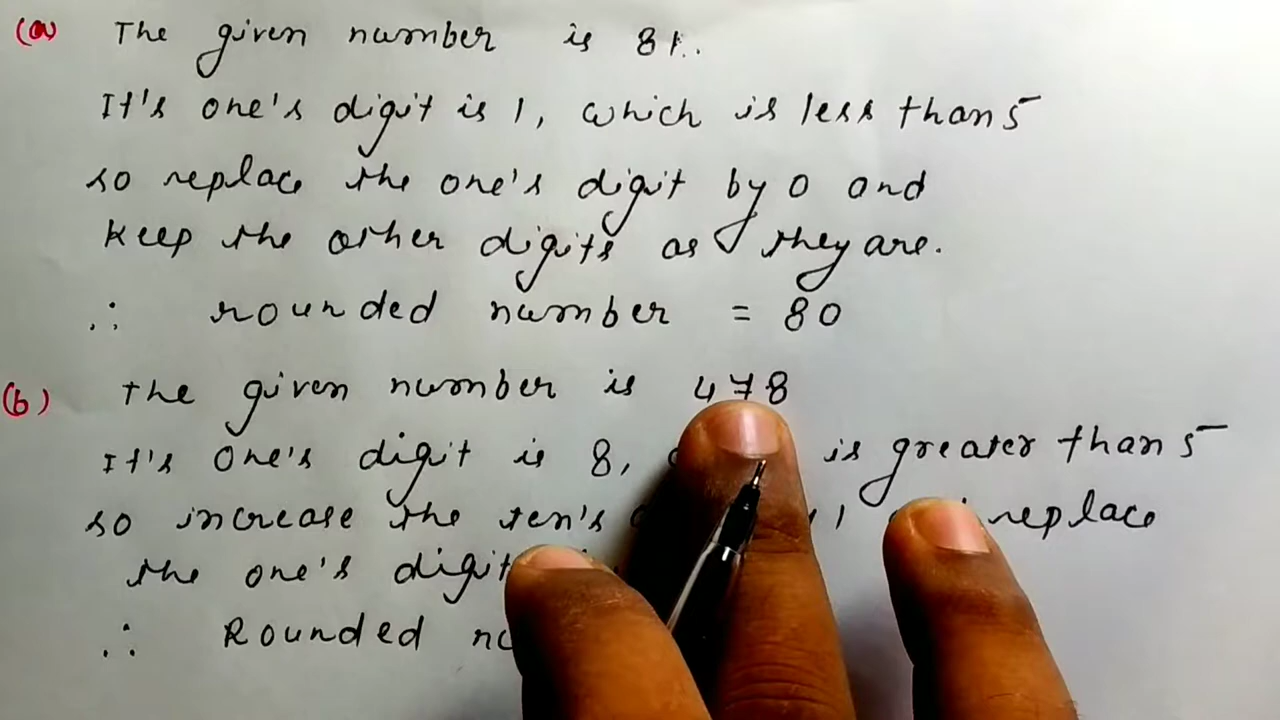 (a) The given number is 81.
It's one's digit is 1, which is less than 5
so replace the one's digit by 0 and
keep the other digits as they are.
∴ rounded number = 80
(b) The given number is 478
It's one's digit is 8, is greater than 5
so increase the ten's 1 replace
the one's digit
∴ Rounded